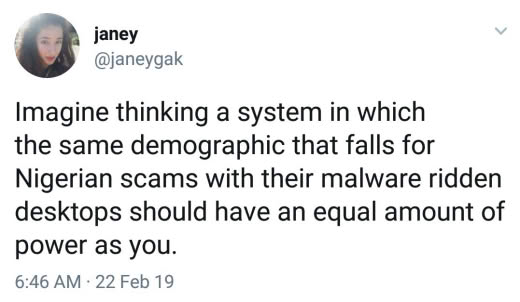 janey
@janeygak
Imagine thinking a system in which
the same demographic that falls for
Nigerian scams with their malware ridden
desktops should have an equal amount of
power as you.
6:46 AM · 22 Feb 19